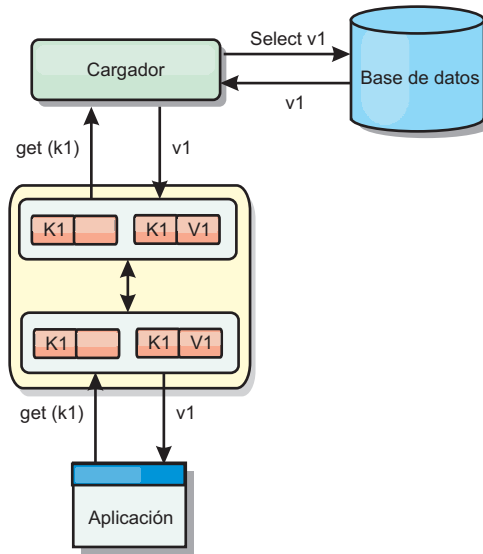 Select v1
Cargador
Base de datos
v1
get (k1)
v1
K1
K1 V1
K1
K1 V1
get (k1)
v1
Aplicación